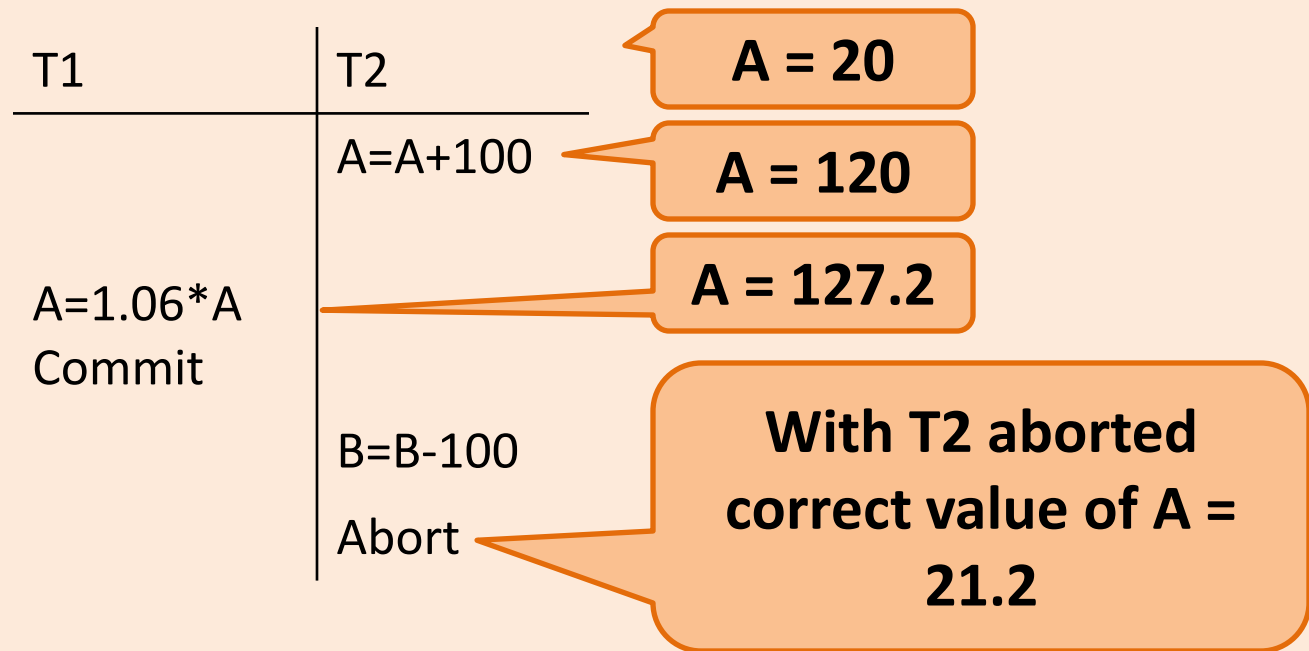 T1
T2
A = 20
A=A+100
A = 120
A = 127.2
A=1.06*A
Commit
B=B-100
Abort
With T2 aborted
correct value of A =
21.2